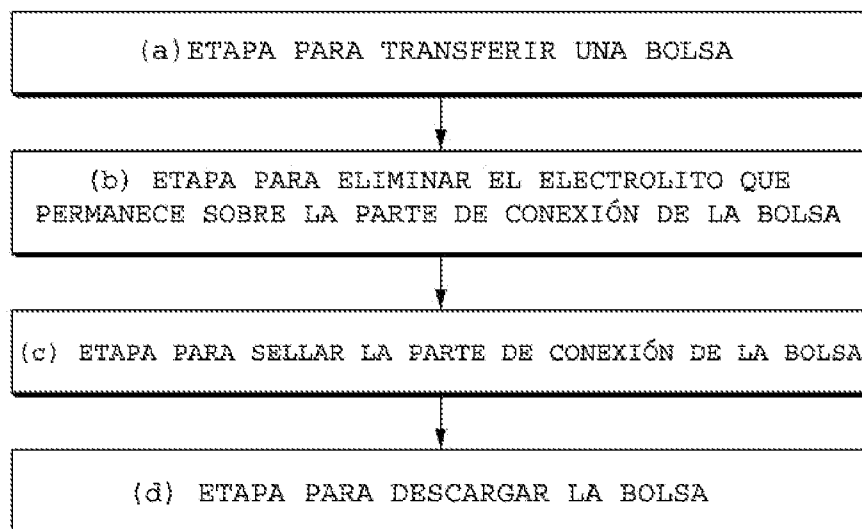 (a)ETAPA PARA TRANSFERIR UNA BOLSA
(b) ETAPA PARA ELIMINAR EL ELECTROLITO QUE
PERMANECE SOBRE LA PARTE DE CONEXIÓN DE LA BOLSA
(c) ETAPA PARA SELLAR LA PARTE DE CONEXIÓN DE LA BOLSA
(d) ETAPA PARA DESCARGAR LA BOLSA